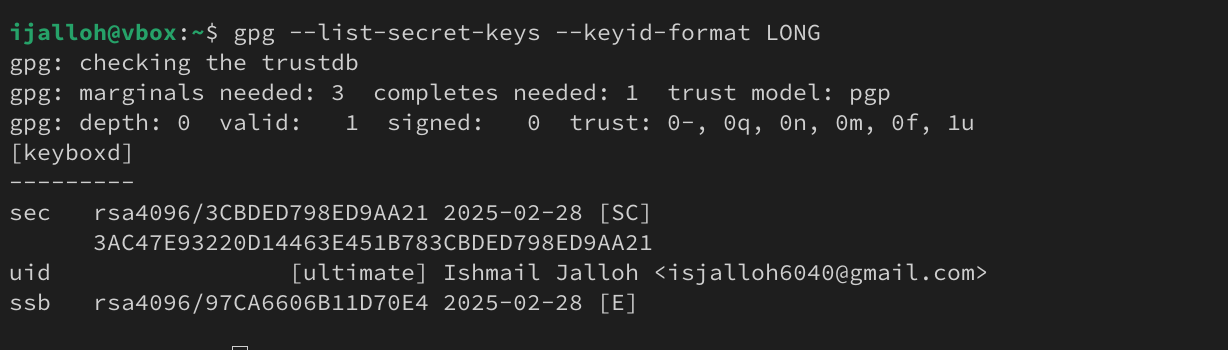 ijalloh@vbox:~$ gpg --list-secret-keys --keyid-format LONG
gpg: checking the trustdb
gpg: marginals needed: 3  completes needed: 1  trust model: pgp
gpg: depth: 0  valid:   1  signed:   0  trust: 0-, 0q, 0n, 0m, 0f, 1u
[keyboxd]
---------
sec   rsa4096/3CBDED798ED9AA21 2025-02-28 [SC]
      3AC47E93220D14463E451B783CBDED798ED9AA21
uid                 [ultimate] Ishmail Jalloh <isjalloh6040@gmail.com>
ssb   rsa4096/97CA6606B11D70E4 2025-02-28 [E]